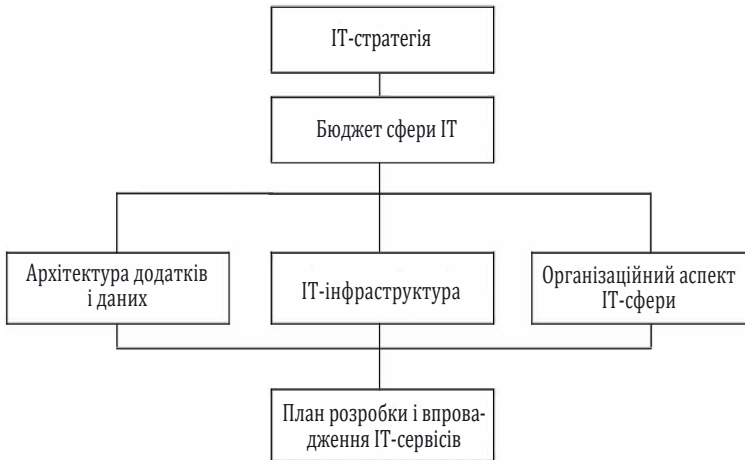 ІТ-стратегія
Бюджет сфери ІТ
Архітектура додатків
і даних
ІТ-інфраструктура
Організаційний аспект
ІТ-сфери
План розробки і впрова-
дження ІТ-сервісів